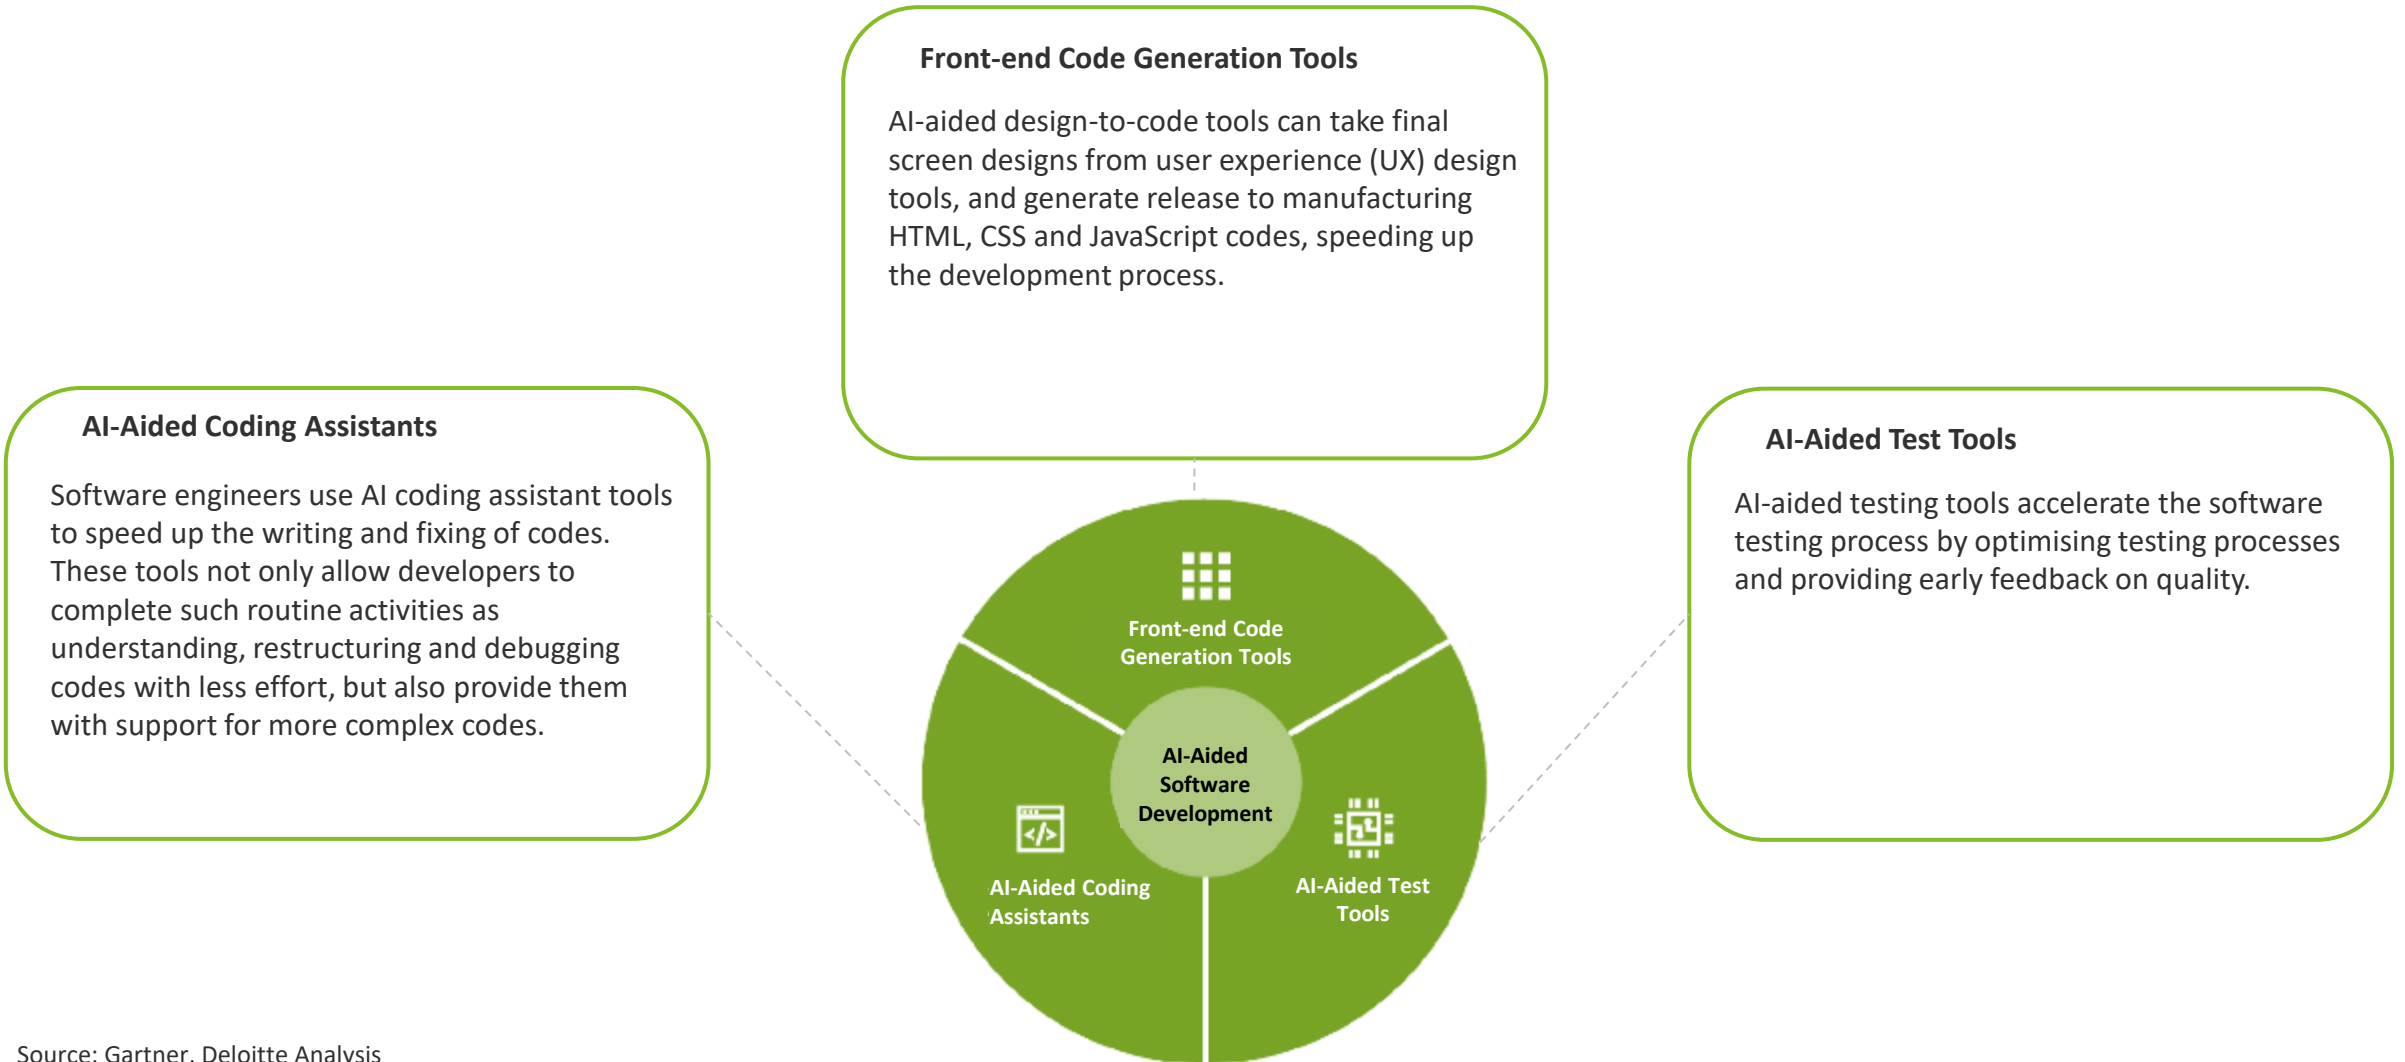 Front-end Code Generation Tools
AI-aided design-to-code tools can take final
screen designs from user experience (UX) design
tools, and generate release to manufacturing
HTML, CSS and JavaScript codes, speeding up
the development process.
AI-Aided Coding Assistants
Software engineers use AI coding assistant tools
to speed up the writing and fixing of codes.
These tools not only allow developers to
complete such routine activities as
understanding, restructuring and debugging
codes with less effort, but also provide them
with support for more complex codes.
AI-Aided Test Tools
AI-aided testing tools accelerate the software
testing process by optimising testing processes
and providing early feedback on quality.
Front-end Code
Generation Tools
AI-Aided
Software
Development
AI-Aided Coding
Assistants
AI-Aided Test
Tools
Source: Gartner, Deloitte Analysis